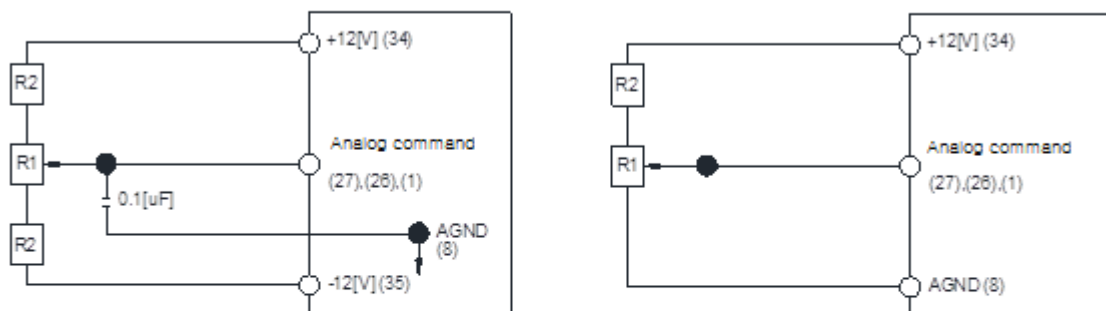 +12[V] (34)
R2
R1
Analog command
(27),(26),(1)
0.1[uF]
R2
AGND
(8)
-12[V] (35)
+12[V] (34)
R2
R1
Analog command
(27),(26),(1)
AGND (8)